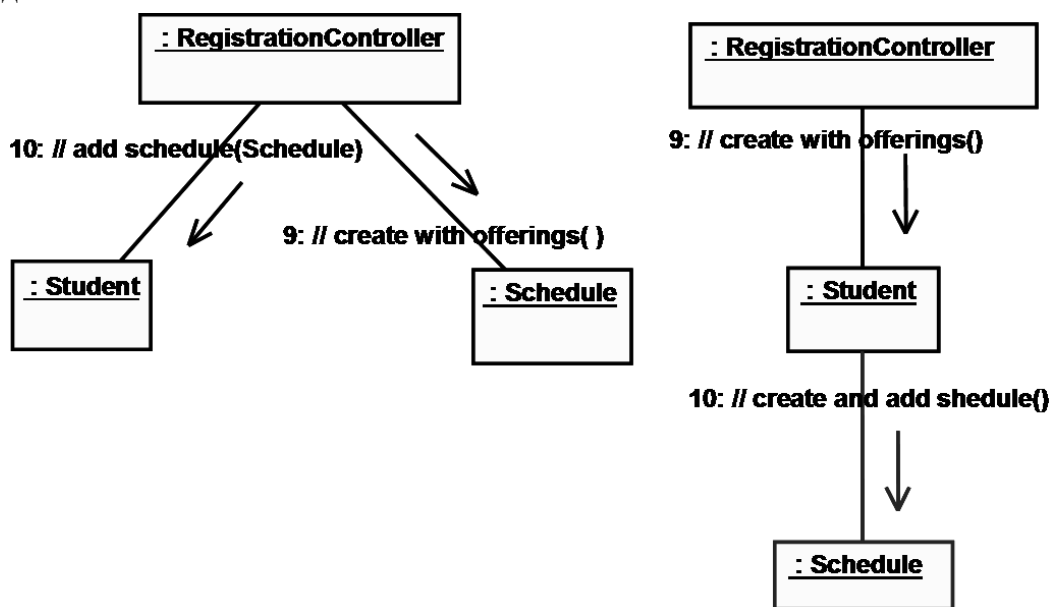 : RegistrationController
10: // add schedule(Schedule)
9: // create with offerings( )
: Student
: Schedule
: RegistrationController
9: // create with offerings()
: Student
10: // create and add shedule()
: Schedule